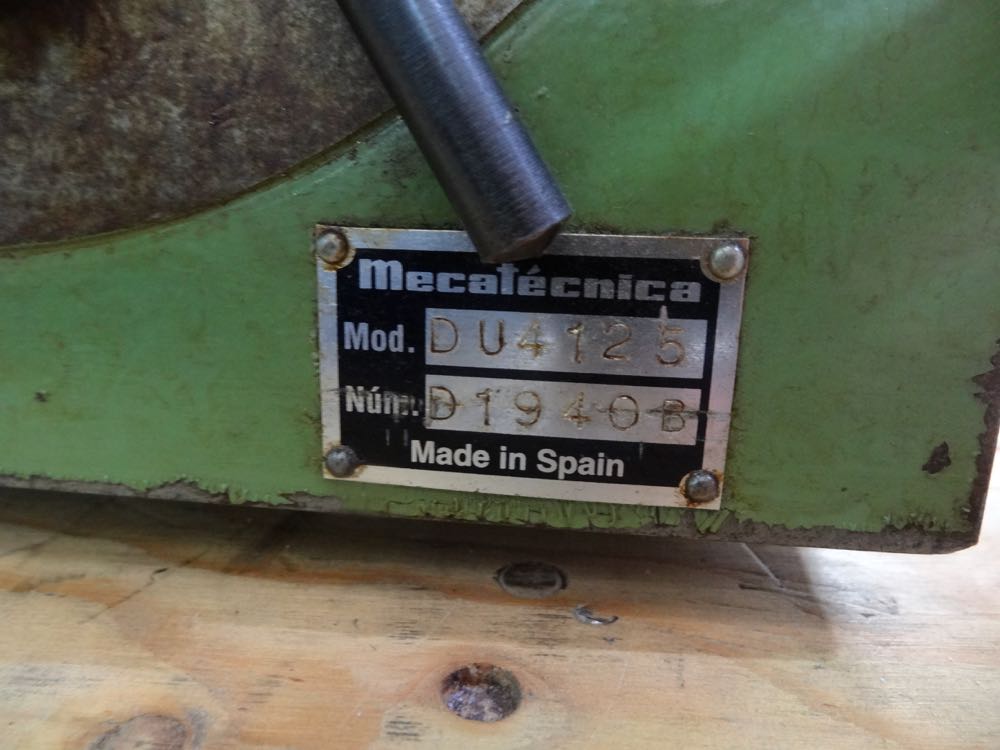 Mecatécnica
Mod. DU4125
Núm. D1940B
Made in Spain